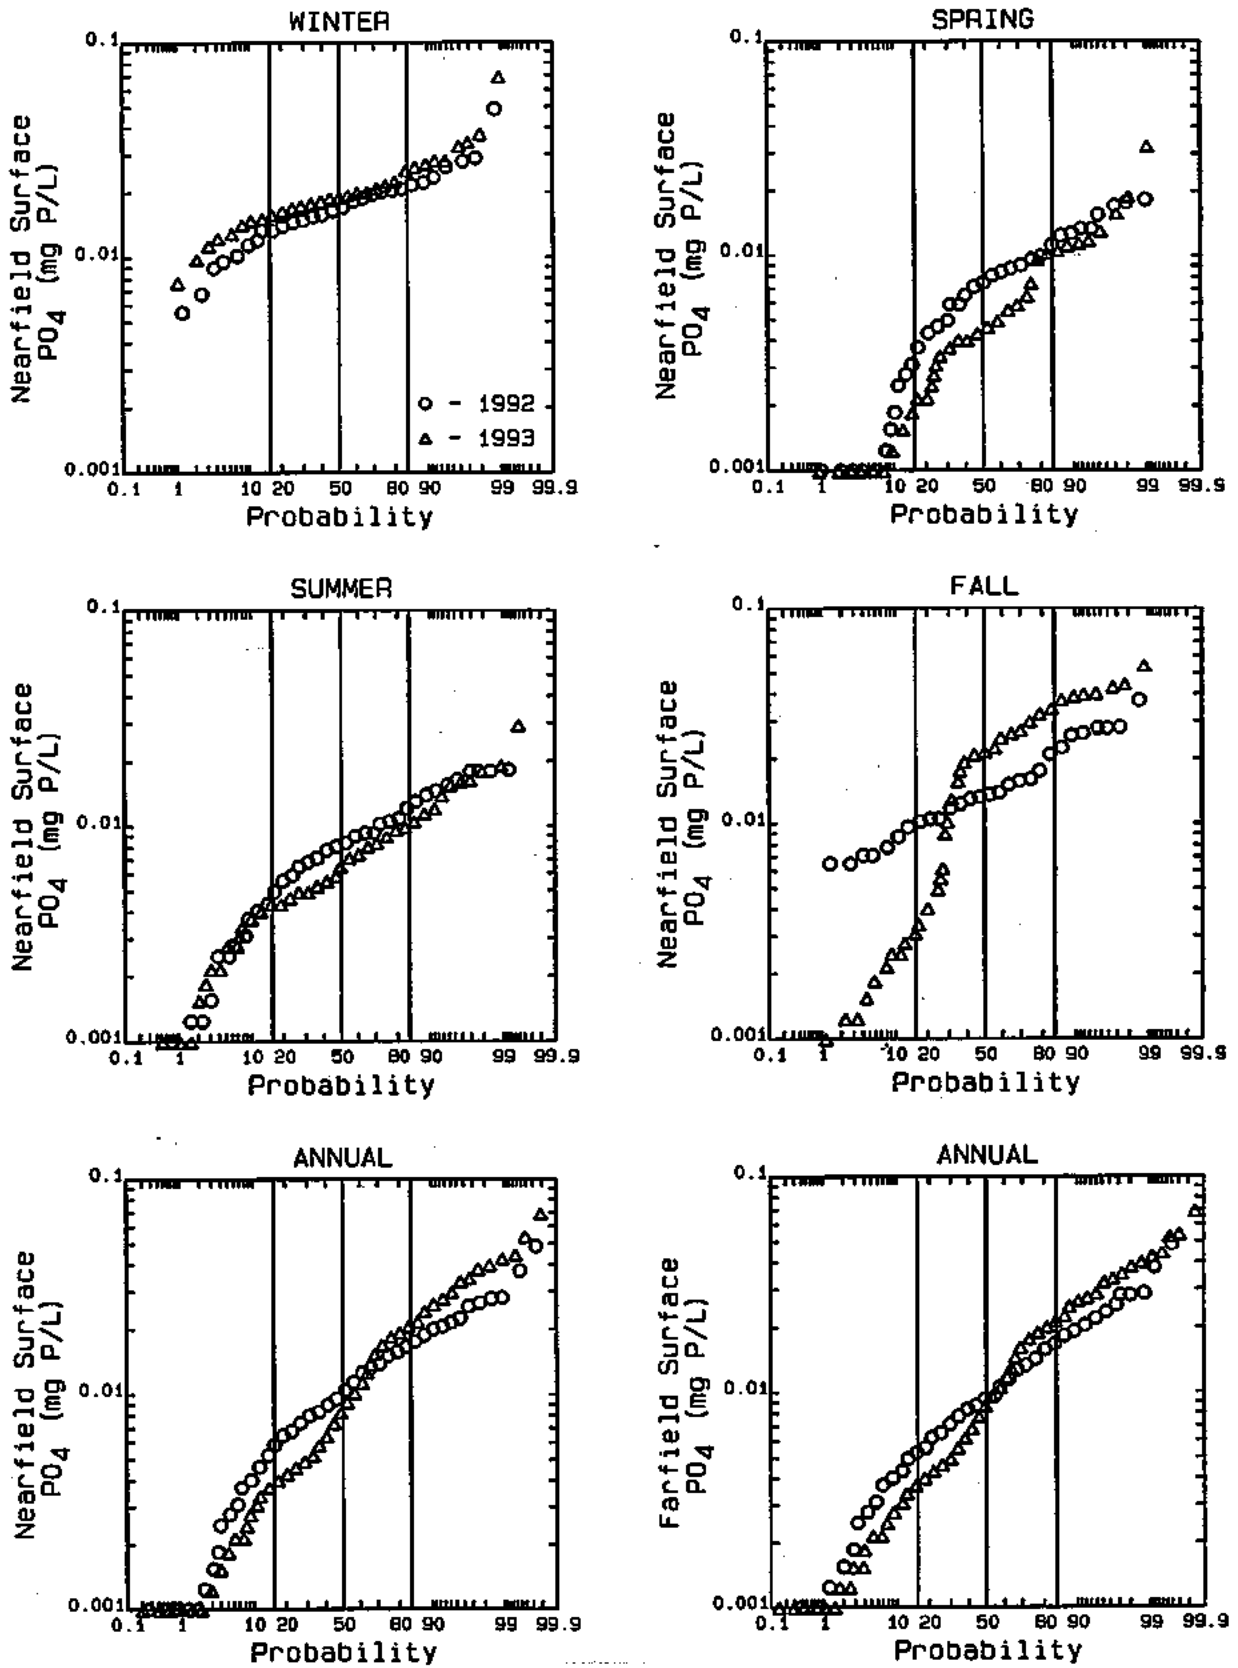 WINTER
0.1
0.01
0.001
Nearfield Surface
PO4 (mg P/L)
O - 1992
△ - 1993
0.1 1 10 20 50 80 90 99 99.9
Probability
SPRING
0.1
0.01
0.001
Nearfield Surface
PO4 (mg P/L)
0.1 1 10 20 50 80 90 99 99.9
Probability
SUMMER
0.1
0.01
0.001
Nearfield Surface
PO4 (mg P/L)
0.1 1 10 20 50 80 90 99 99.9
Probability
FALL
0.1
0.01
0.001
Nearfield Surface
PO4 (mg P/L)
0.1 1 10 20 50 80 90 99 99.9
Probability
ANNUAL
0.1
0.01
0.001
Nearfield Surface
PO4 (mg P/L)
0.1 1 10 20 50 80 90 99 99.9
Probability
ANNUAL
0.1
0.01
0.001
Farfield Surface
PO4 (mg P/L)
0.1 1 10 20 50 80 90 99 99.9
Probability